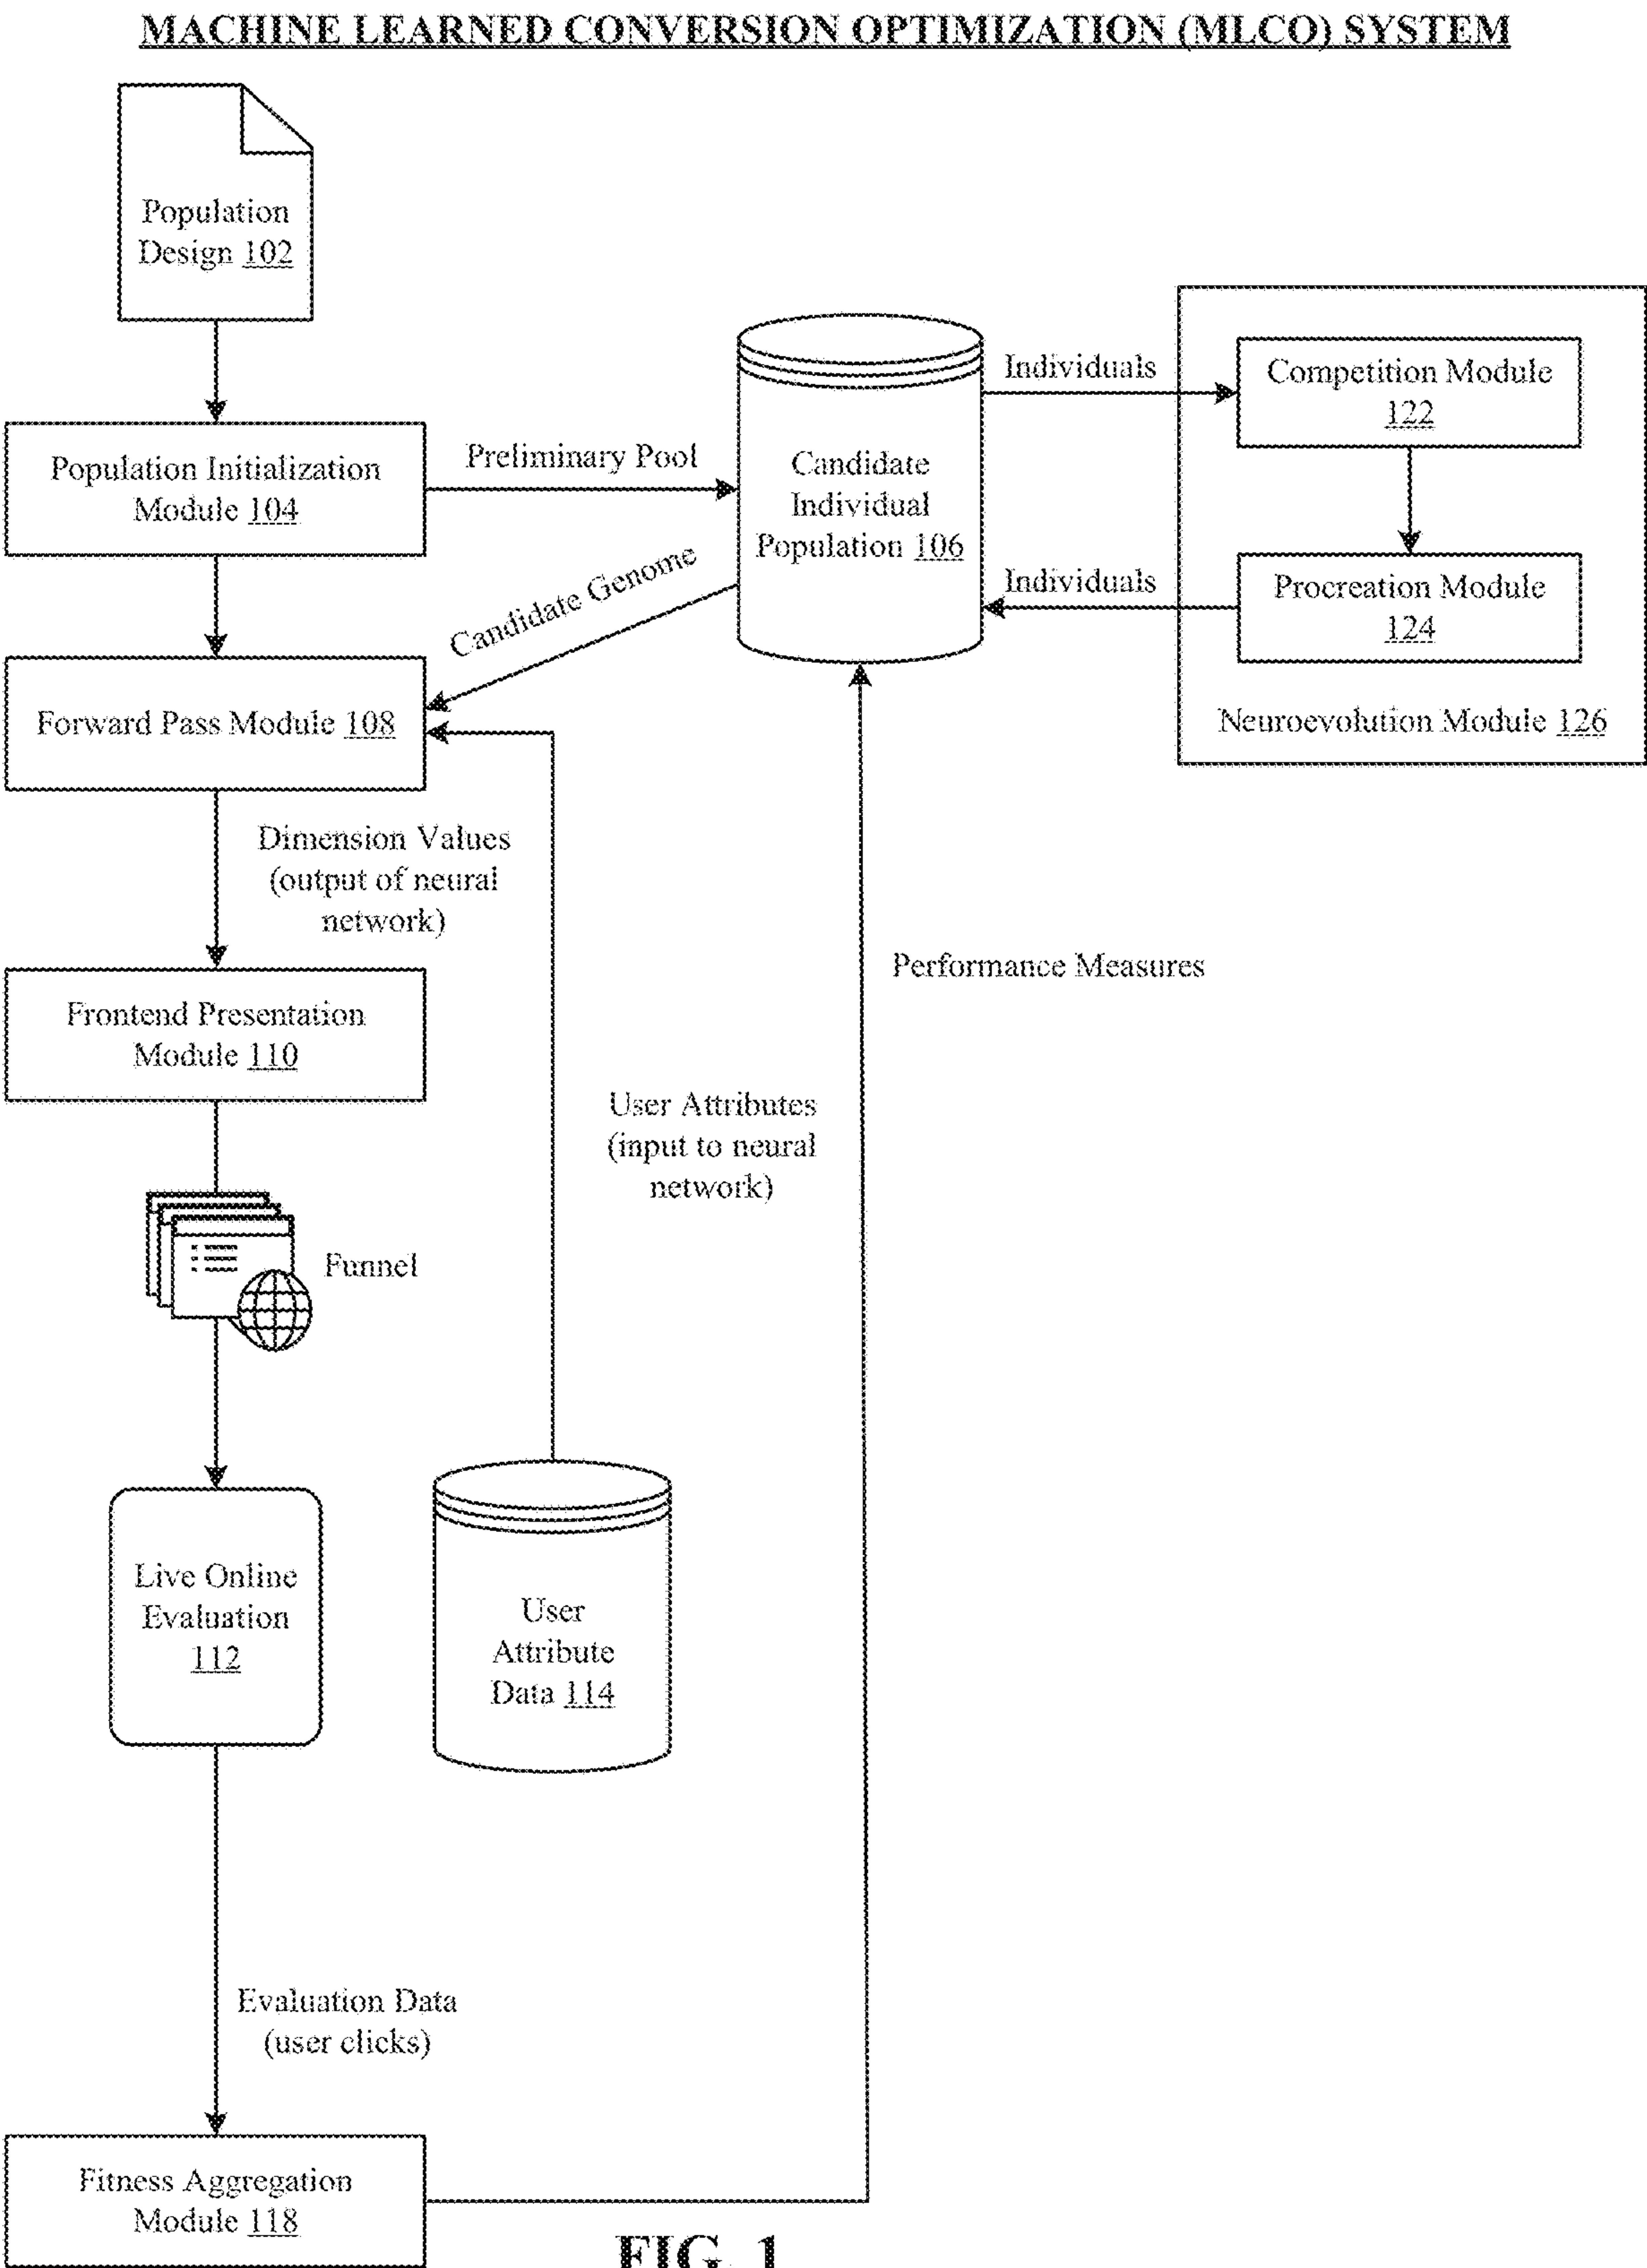 MACHINE LEARNED CONVERSION OPTIMIZATION (MLCO) SYSTEM
Population
Design 102
Population Initialization
Module 104
Preliminary Pool
Candidate
Individual
Population 106
Individuals
Competition Module
122
Individuals
Procreation Module
124
Neuroevolution Module 126
Candidate Genome
Forward Pass Module 108
Dimension Values
(output of neural
network)
Performance Measures
Frontend Presentation
Module 110
User Attributes
(input to neural
network)
Funnel
Live Online
Evaluation
112
User
Attribute
Data 114
Evaluation Data
(user clicks)
Fitness Aggregation
Module 118
FIG. 1